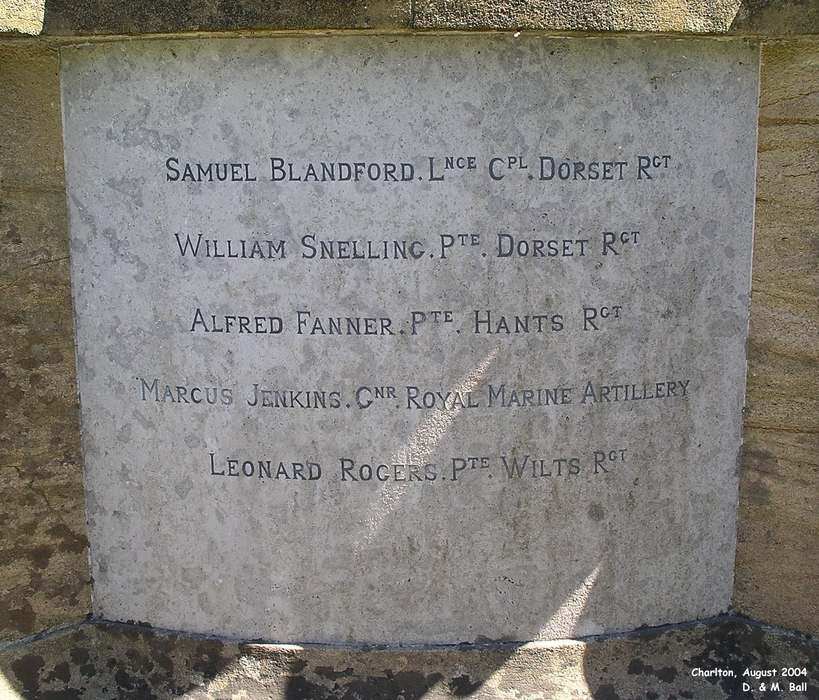 SAMUEL BLANDFORD. LNCE CPL. DORSET RGT
WILLIAM SNELLING. PTE. DORSET RGT
ALFRED FANNER. PTE. HANTS RGT
MARCUS JENKINS. GNR. ROYAL MARINE ARTILLERY
LEONARD ROGERS. PTE. WILTS RGT
Charlton, August 2004
D. & M. Ball